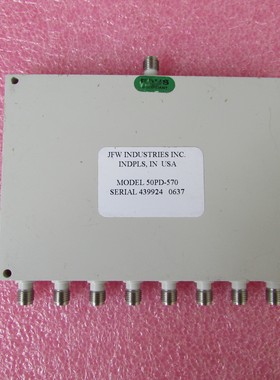 JFW INDUSTRIES INC.
INDPLS, IN USA
MODEL 50PD-570
SERIAL 439924 0637